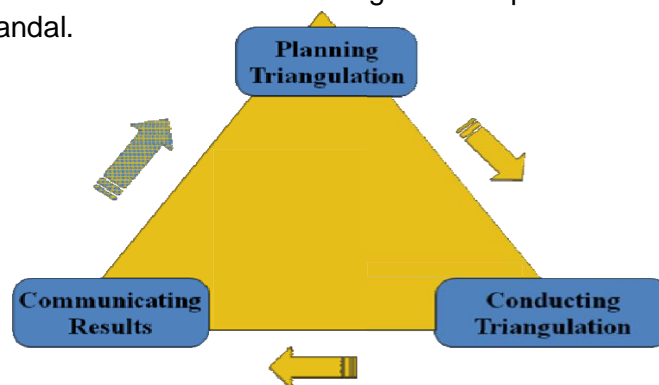 andal.
Planning
Triangulation
Communicating
Results
Conducting
Triangulation